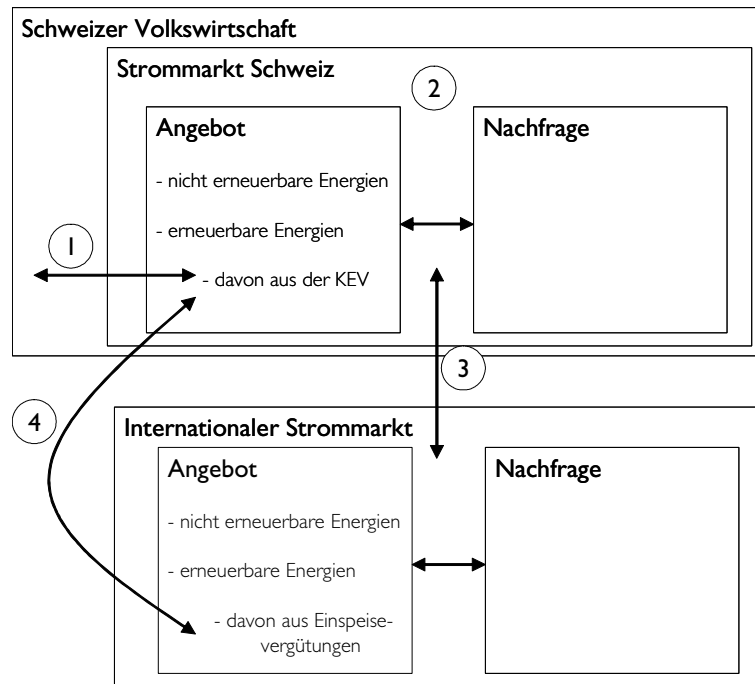 Schweizer Volkswirtschaft
Strommarkt Schweiz
2
Angebot
Nachfrage
- nicht erneuerbare Energien
- erneuerbare Energien
1
- davon aus der KEV
3
4
Internationaler Strommarkt
Angebot
Nachfrage
- nicht erneuerbare Energien
- erneuerbare Energien
- davon aus Einspeise-
vergütungen